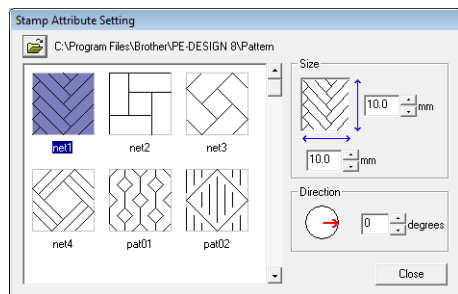 Stamp Attribute Setting
C:\Program Files\Brother\PE-DESIGN 8\Pattern
net1 net2 net3
net4 pat01 pat02
Size
10.0 mm
10.0 mm
Direction
0 degrees
Close